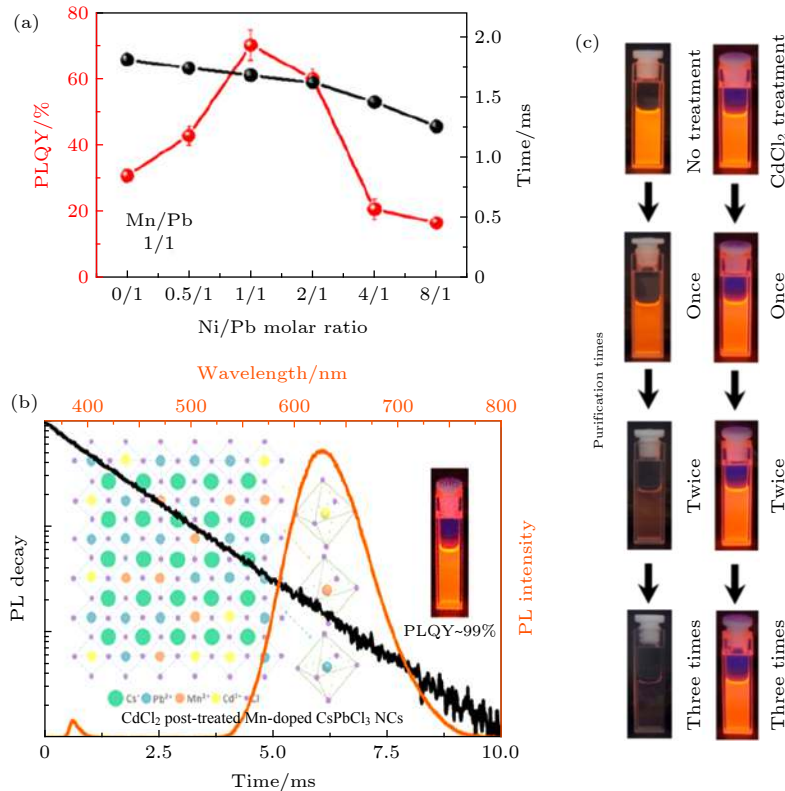 (a)
PLQY/%
80
60
40
20
0
2.0
1.5
1.0
0.5
0
Time/ms
Mn/Pb
1/1
0/1 0.5/1 1/1 2/1 4/1 8/1
Ni/Pb molar ratio
(b)
Wavelength/nm
400 500 600 700 800
PL decay
PL intensity
PLQY~99%
Cs⁺ Pb²⁺ Mn²⁺ Cd²⁺ Cl
CdCl₂ post-treated Mn-doped CsPbCl₃ NCs
0 2.5 5.0 7.5 10.0
Time/ms
(c)
Purification times
No treatment
CdCl₂ treatment
Once
Once
Twice
Twice
Three times
Three times